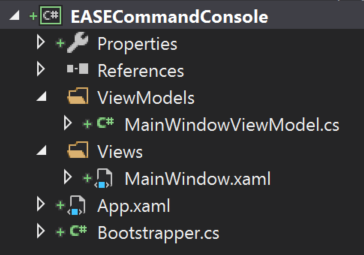 C# EASECommandConsole
Properties
References
ViewModels
C# MainWindowViewModel.cs
Views
MainWindow.xaml
App.xaml
C# Bootstrapper.cs